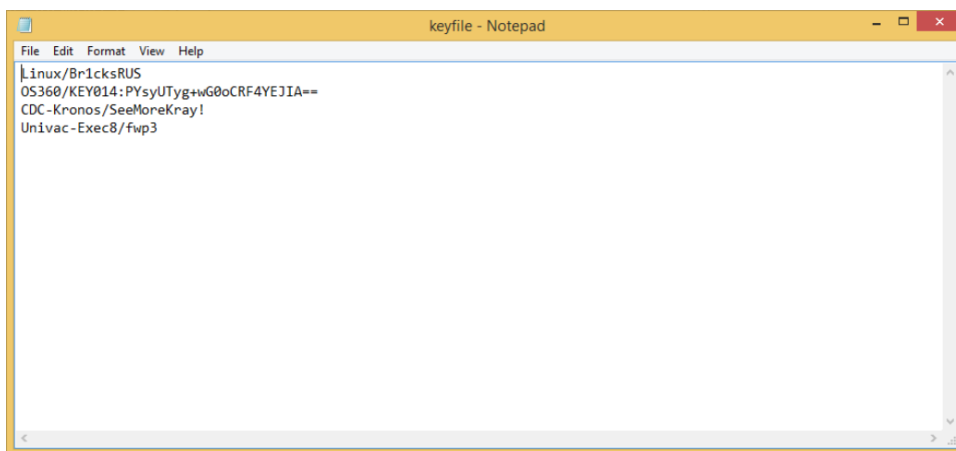 keyfile - Notepad
File Edit Format View Help
Linux/Br1cksRUS
OS360/KEY014:PYsyUTyg+wG0oCRF4YEJIA==
CDC-Kronos/SeeMoreKray!
Univac-Exec8/fwp3